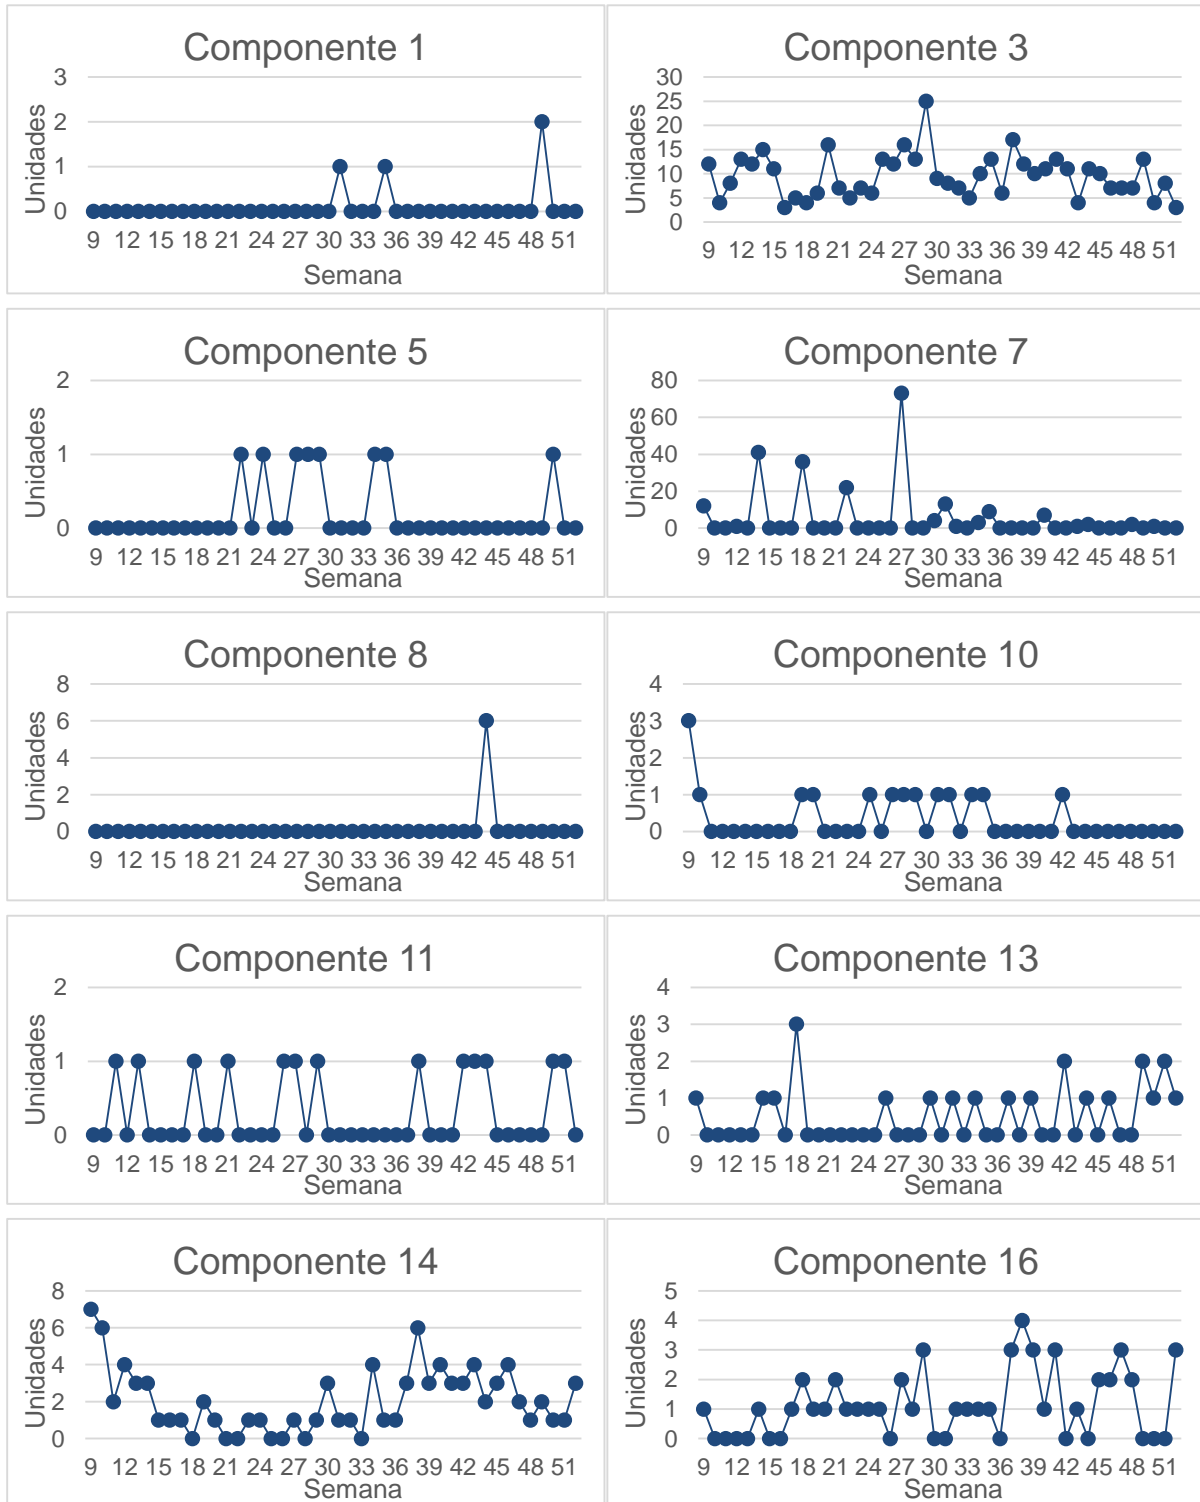 Componente 1
Unidades
3
2
1
0
9 12 15 18 21 24 27 30 33 36 39 42 45 48 51
Semana
Componente 3
Unidades
30
25
20
15
10
5
0
9 12 15 18 21 24 27 30 33 36 39 42 45 48 51
Semana
Componente 5
Unidades
2
1
0
9 12 15 18 21 24 27 30 33 36 39 42 45 48 51
Semana
Componente 7
Unidades
80
60
40
20
0
9 12 15 18 21 24 27 30 33 36 39 42 45 48 51
Semana
Componente 8
Unidades
8
6
4
2
0
9 12 15 18 21 24 27 30 33 36 39 42 45 48 51
Semana
Componente 10
Unidades
4
3
2
1
0
9 12 15 18 21 24 27 30 33 36 39 42 45 48 51
Semana
Componente 11
Unidades
2
1
0
9 12 15 18 21 24 27 30 33 36 39 42 45 48 51
Semana
Componente 13
Unidades
4
3
2
1
0
9 12 15 18 21 24 27 30 33 36 39 42 45 48 51
Semana
Componente 14
Unidades
8
6
4
2
0
9 12 15 18 21 24 27 30 33 36 39 42 45 48 51
Componente 16
Unidades
5
4
3
2
1
0
9 12 15 18 21 24 27 30 33 36 39 42 45 48 51